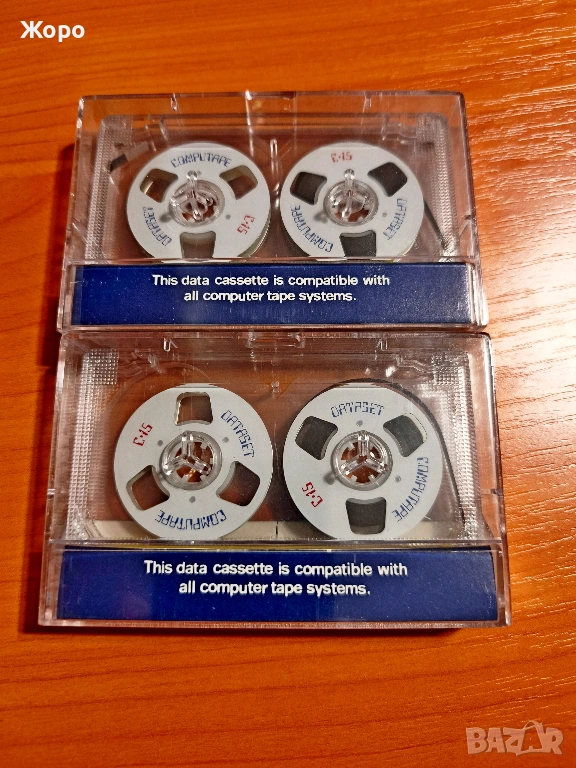 Жоро
COMPUTAPE
DATASET
C-15
C-15
DATASET
COMPUTAPE
This data cassette is compatible with
all computer tape systems.
C-15
DATASET
COMPUTAPE
DATASET
C-15
COMPUTAPE
This data cassette is compatible with
all computer tape systems.
BAZAR